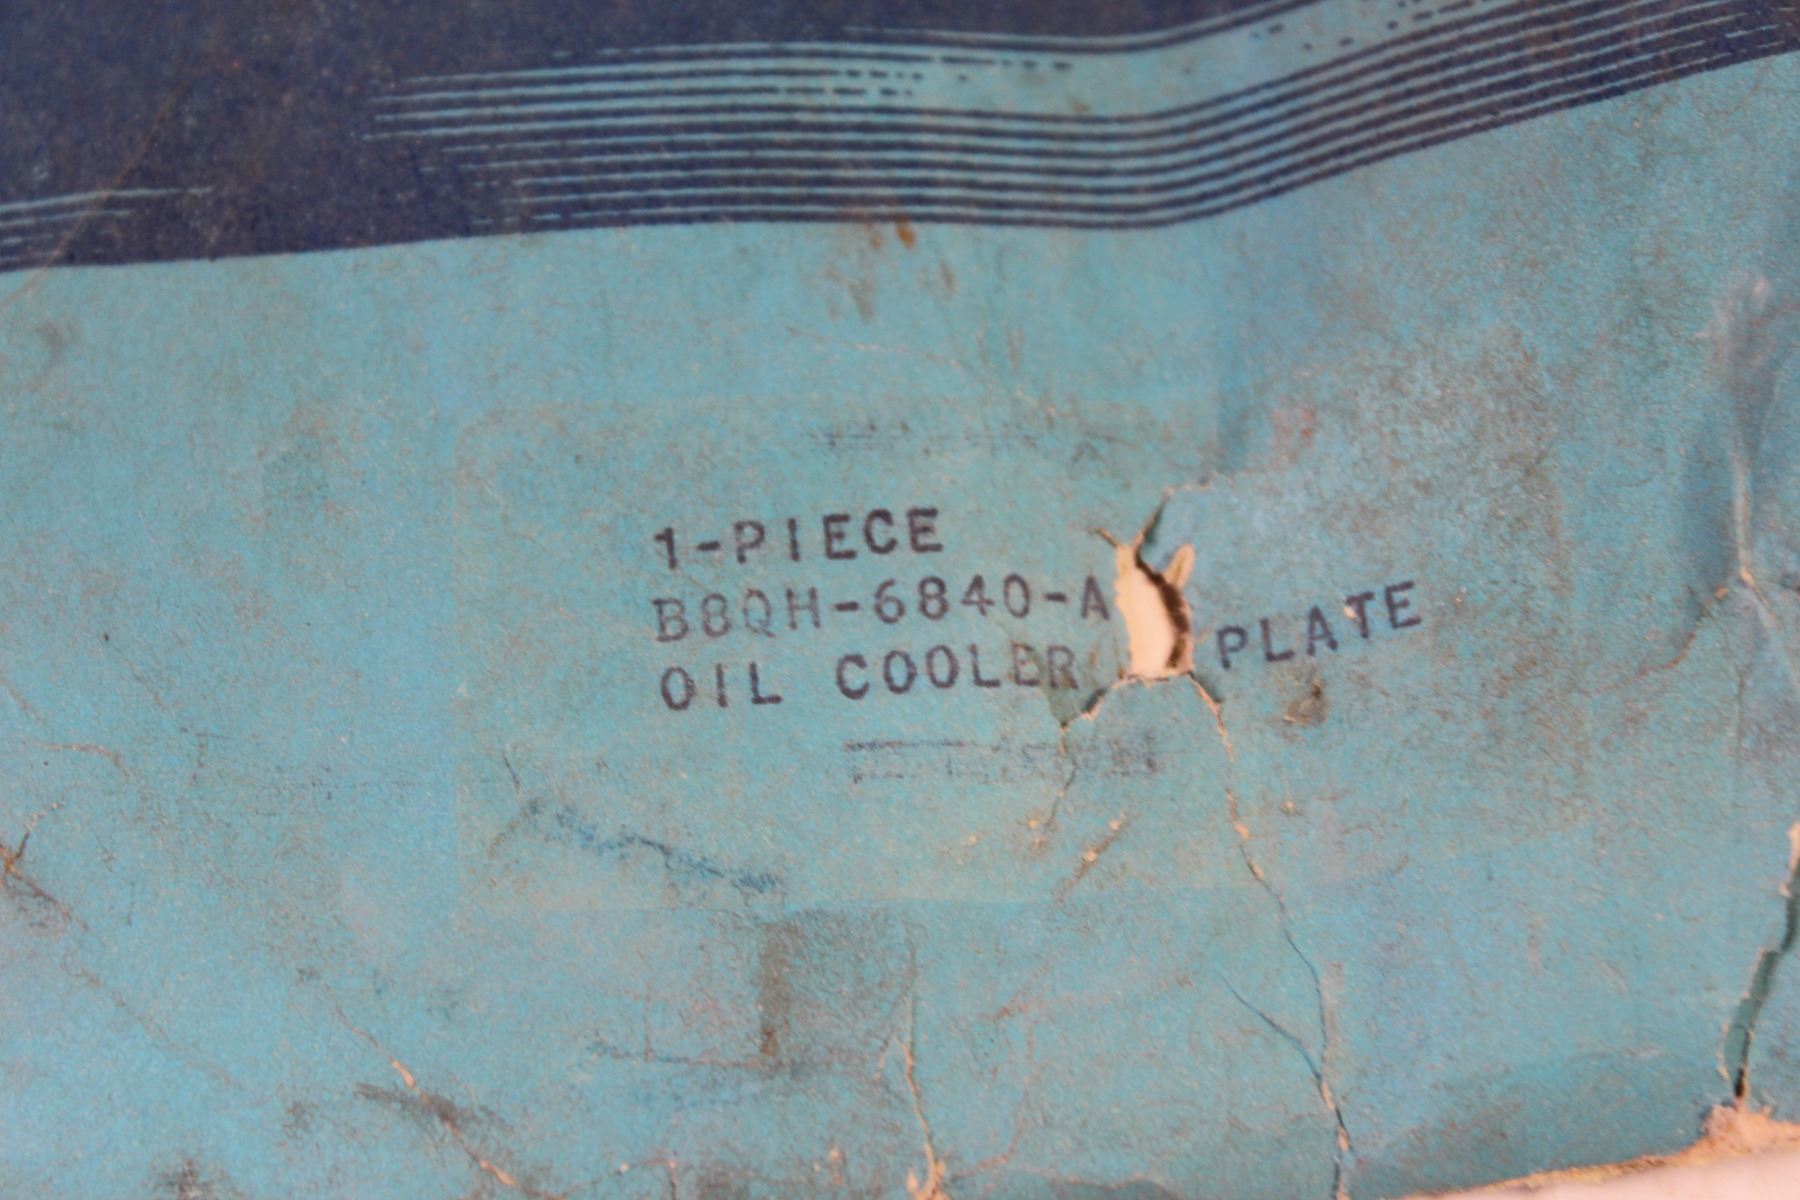 1-PIECE
B8QH-6840-A
OIL COOLER PLATE